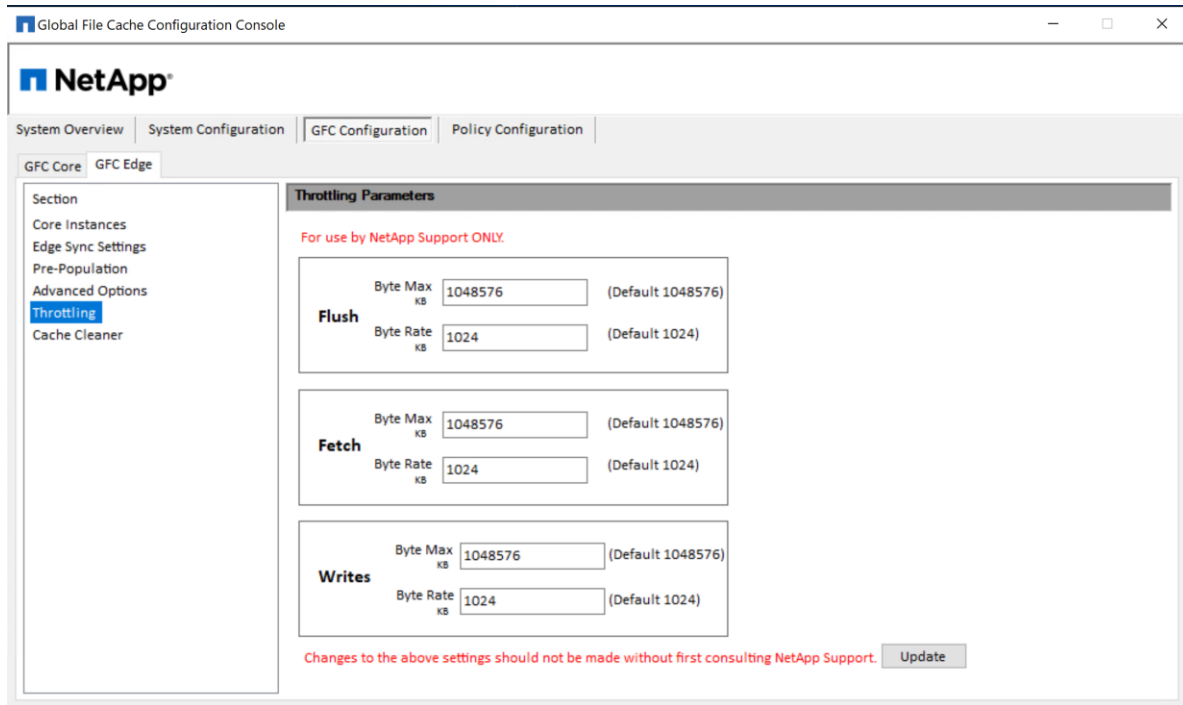 Global File Cache Configuration Console
NetApp®
System Overview System Configuration GFC Configuration Policy Configuration
GFC Core GFC Edge
Section
Core Instances
Edge Sync Settings
Pre-Population
Advanced Options
Throttling
Cache Cleaner
Throttling Parameters
For use by NetApp Support ONLY.
Flush
Byte Max KB 1048576 (Default 1048576)
Byte Rate KB 1024 (Default 1024)
Fetch
Byte Max KB 1048576 (Default 1048576)
Byte Rate KB 1024 (Default 1024)
Writes
Byte Max KB 1048576 (Default 1048576)
Byte Rate KB 1024 (Default 1024)
Changes to the above settings should not be made without first consulting NetApp Support. Update